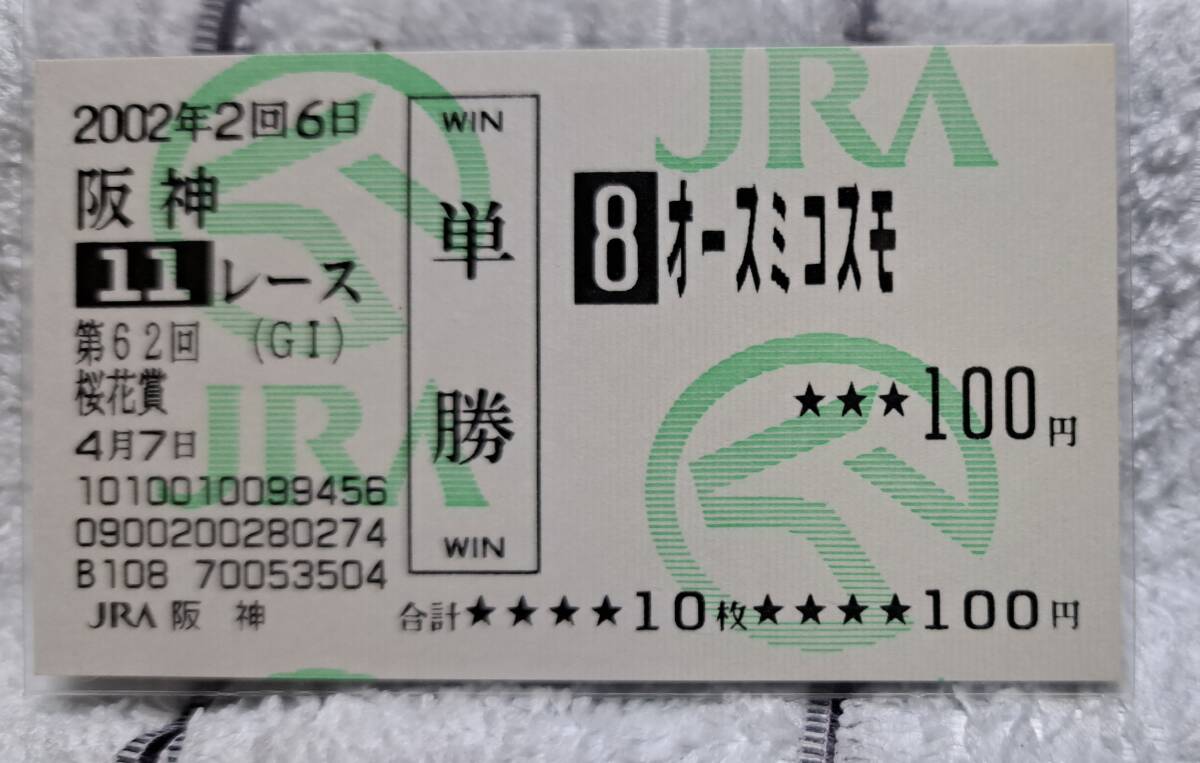 2002年2回6日
阪神
11レース
第62回 (GI)
桜花賞
4月7日
1010010099456
0900200280274
B108 70053504
JRA 阪 神
WIN
単勝
WIN
JRA
8 オースミコスモ
★★★100円
合計★★★★10枚★★★★100円
JRA